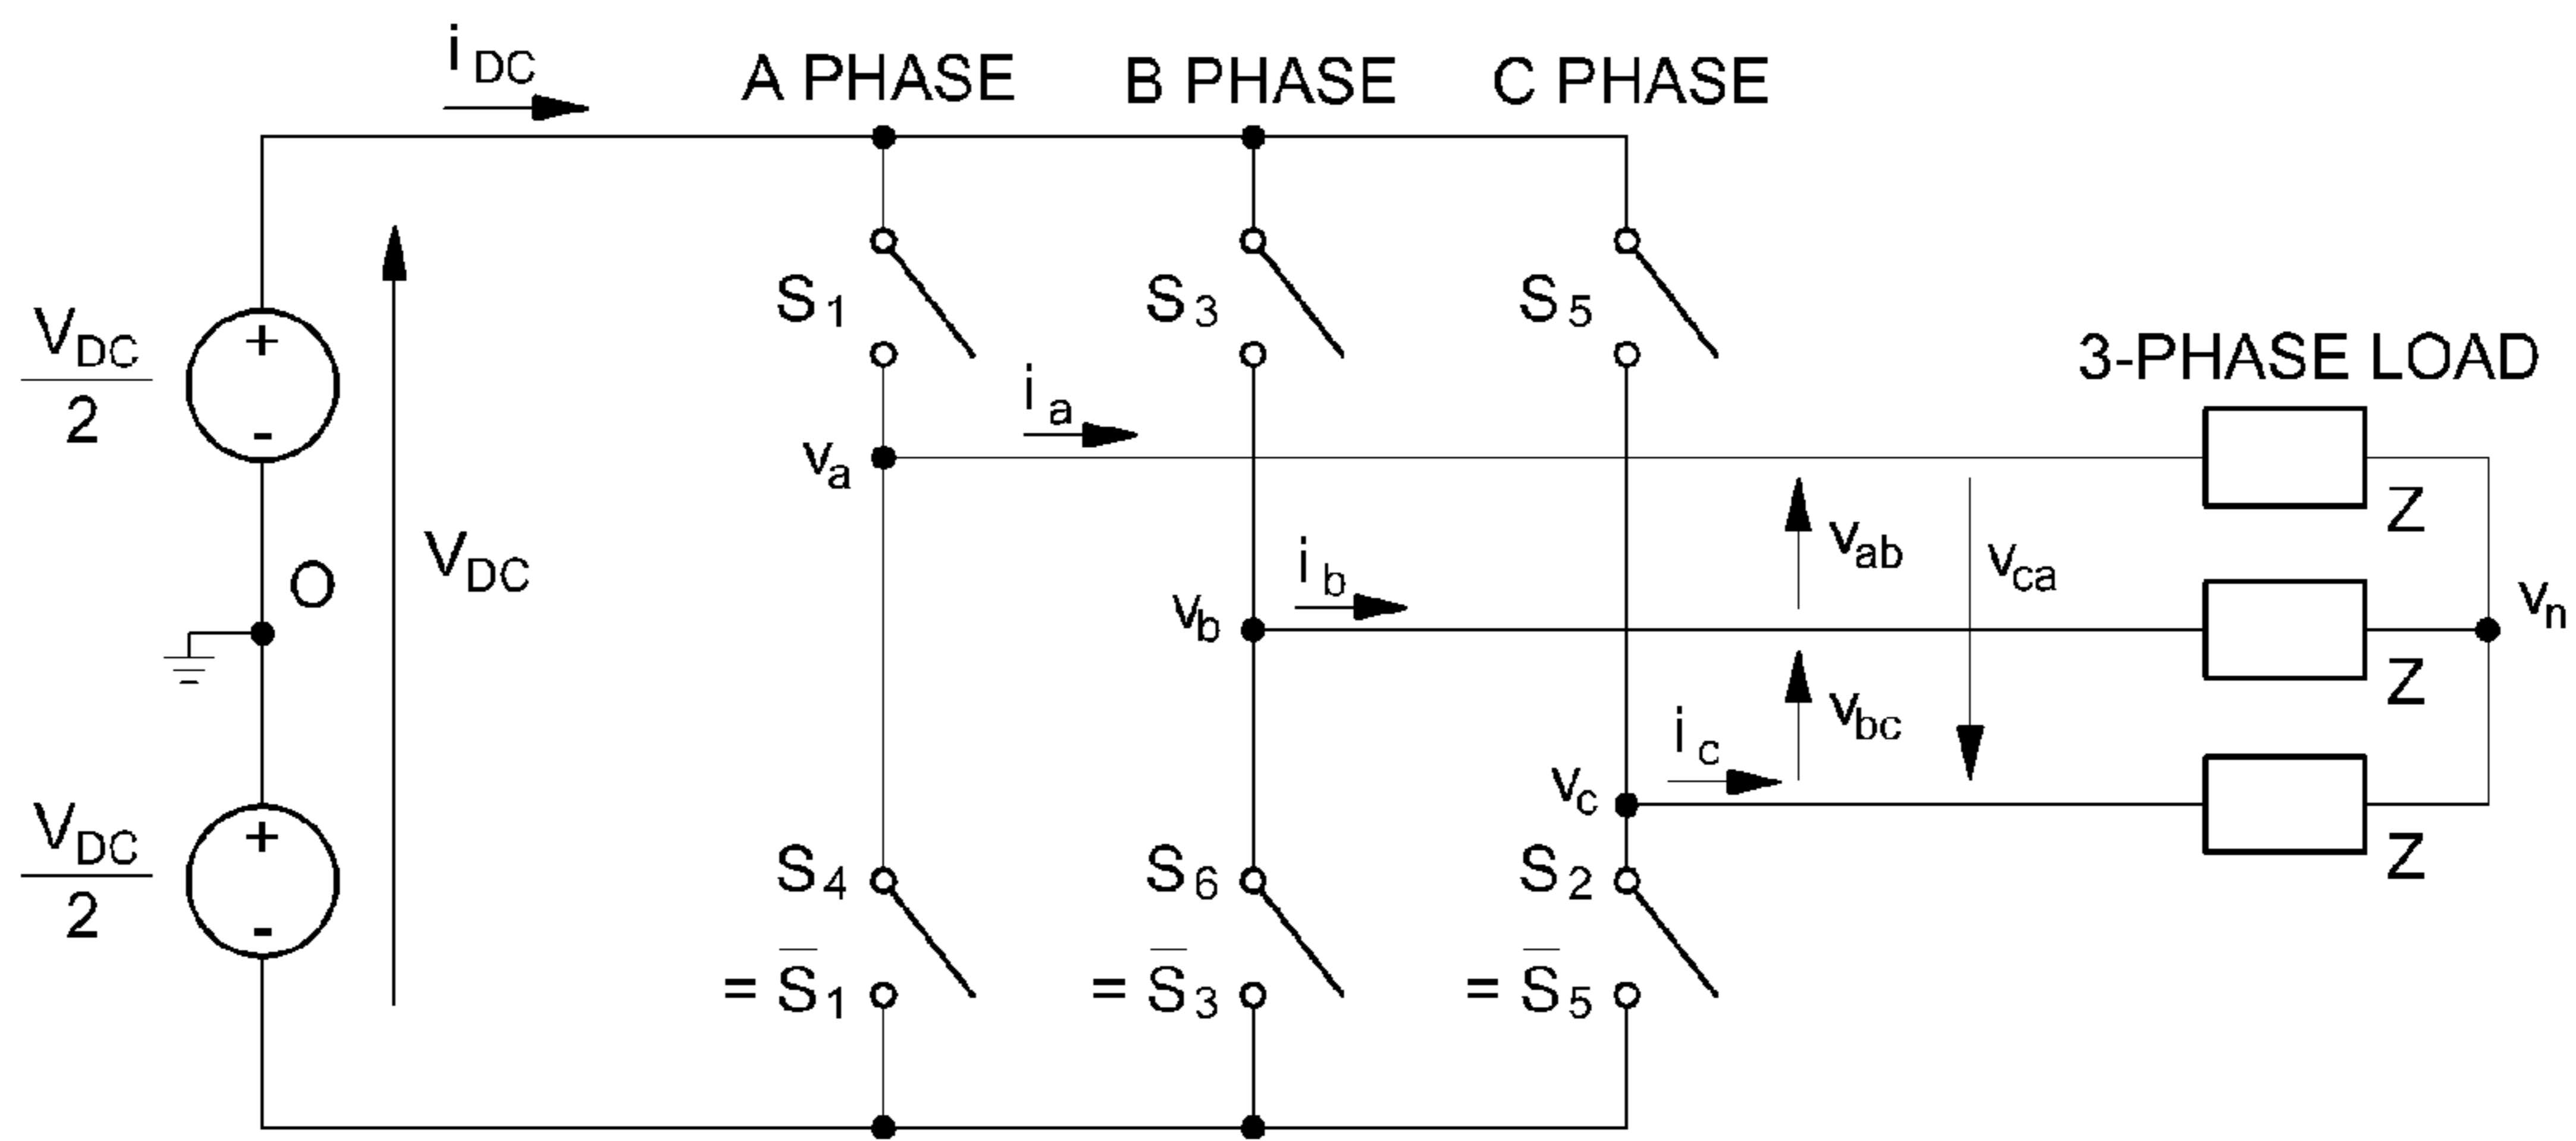 i DC
A PHASE
B PHASE
C PHASE
V DC
2
+
-
O
V DC
V DC
2
+
-
S 1
S 3
S 5
3-PHASE LOAD
i a
v a
Z
v ab
v ca
i b
v b
Z
v n
v bc
i c
v c
Z
S 4
= S̅ 1
S 6
= S̅ 3
S 2
= S̅ 5